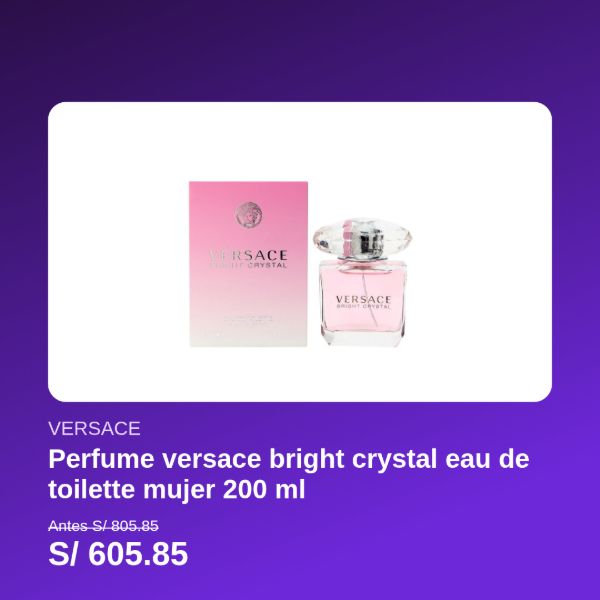 VERSACE
BRIGHT CRYSTAL
VERSACE
BRIGHT CRYSTAL
VERSACE
Perfume versace bright crystal eau de
toilette mujer 200 ml
Antes S/ 805.85
S/ 605.85